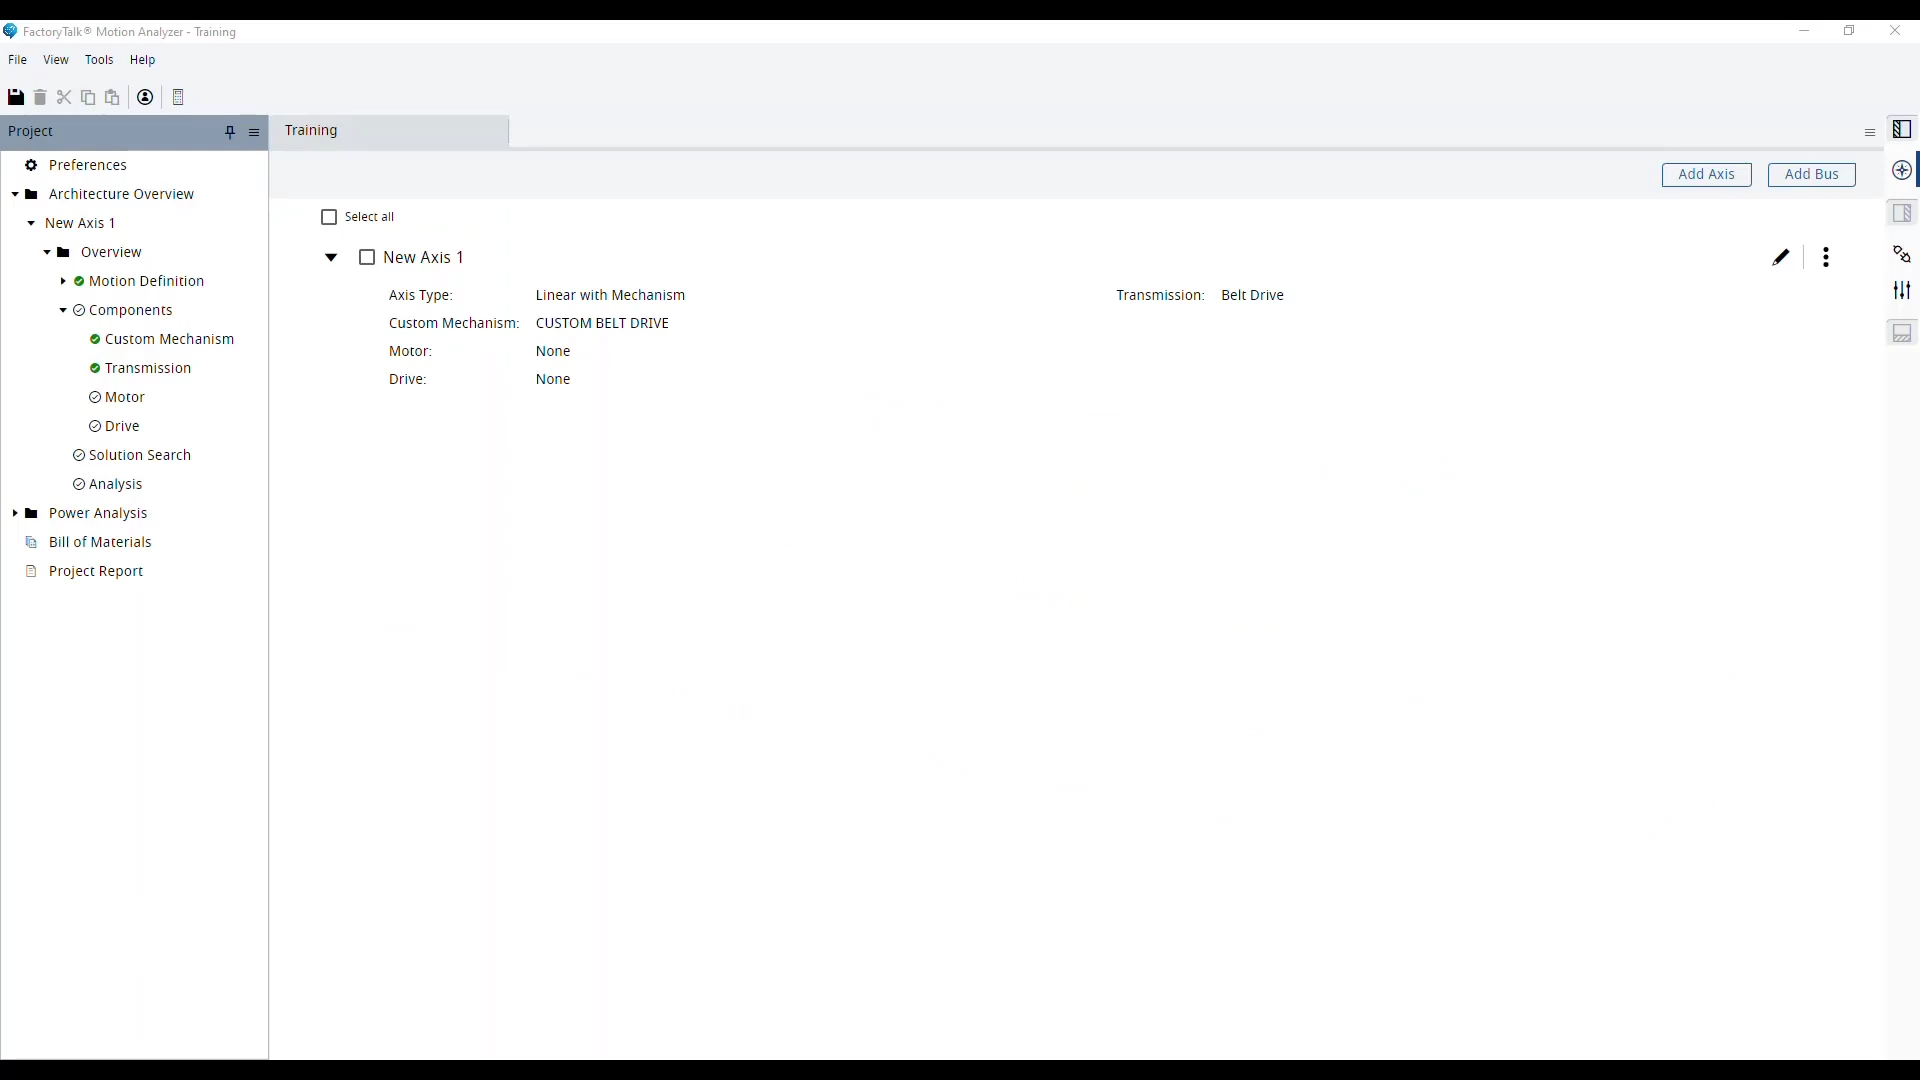 FactoryTalk® Motion Analyzer - Training
File View Tools Help
Project
Training
Preferences
Add Axis
Add Bus
Architecture Overview
Select all
New Axis 1
Overview
New Axis 1
Motion Definition
Axis Type: Linear with Mechanism
Transmission: Belt Drive
Components
Custom Mechanism: CUSTOM BELT DRIVE
Custom Mechanism
Motor: None
Transmission
Drive: None
Motor
Drive
Solution Search
Analysis
Power Analysis
Bill of Materials
Project Report